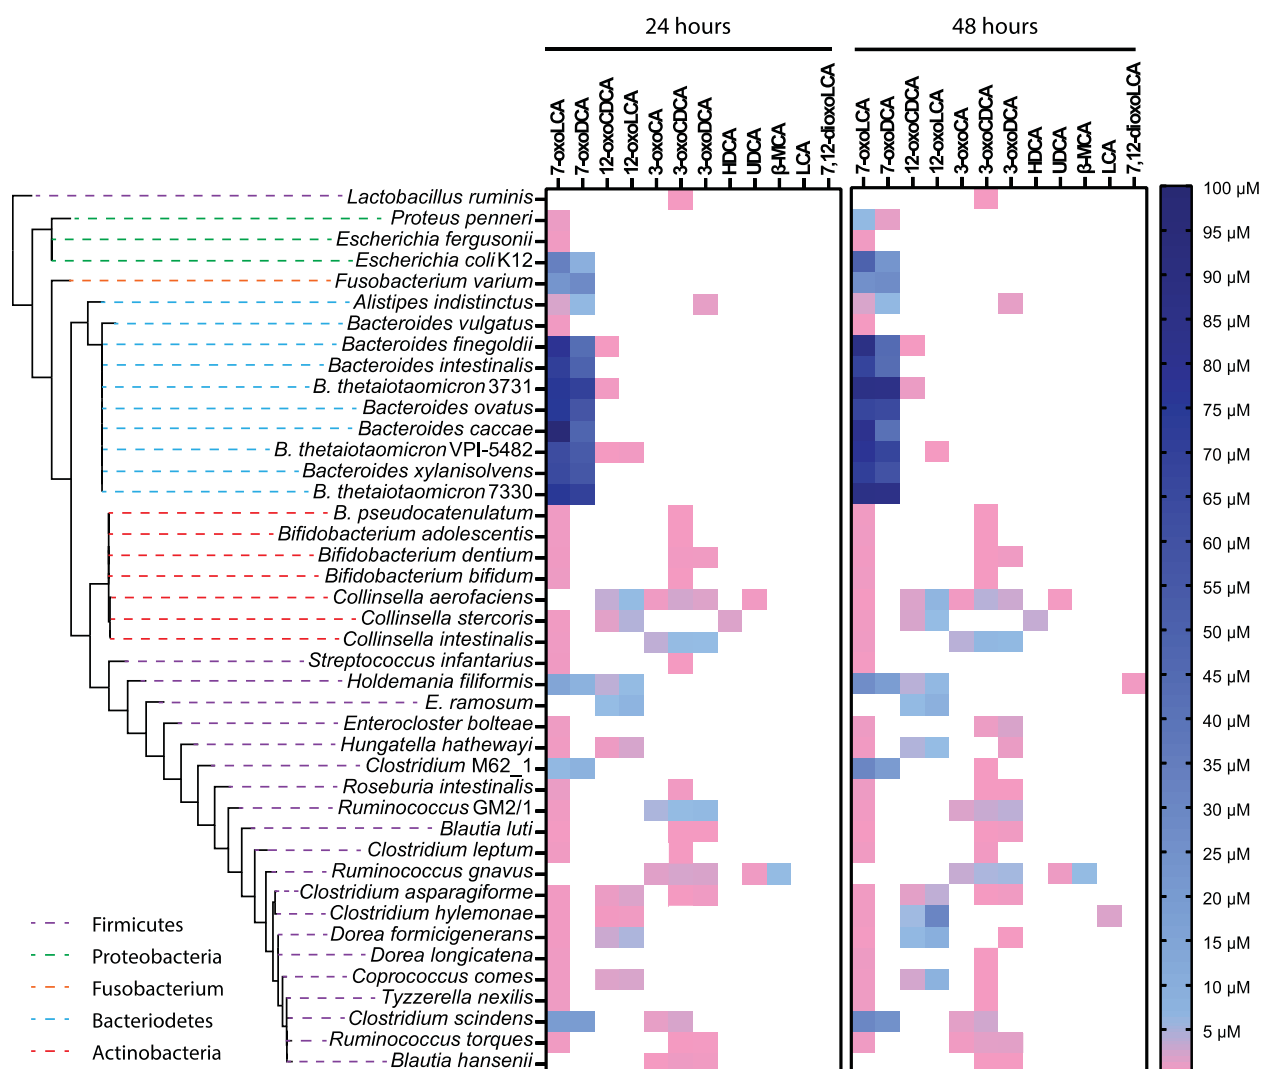 24 hours
48 hours
7-oxoLCA
7-oxoDCA
12-oxoCDCA
12-oxoLCA
3-oxoCA
3-oxoCDCA
3-oxoDCA
HDCA
UDCA
β-MCA
LCA
7,12-dioxoLCA
7-oxoLCA
7-oxoDCA
12-oxoCDCA
12-oxoLCA
3-oxoCA
3-oxoCDCA
3-oxoDCA
HDCA
UDCA
β-MCA
LCA
7,12-dioxoLCA
Lactobacillus ruminis
Proteus penneri
Escherichia fergusonii
Escherichia coli K12
Fusobacterium varium
Alistipes indistinctus
Bacteroides vulgatus
Bacteroides finegoldii
Bacteroides intestinalis
B. thetaiotaomicron 3731
Bacteroides ovatus
Bacteroides caccae
B. thetaiotaomicron VPI-5482
Bacteroides xylanisolvens
B. thetaiotaomicron 7330
B. pseudocatenulatum
Bifidobacterium adolescentis
Bifidobacterium dentium
Bifidobacterium bifidum
Collinsella aerofaciens
Collinsella stercoris
Collinsella intestinalis
Streptococcus infantarius
Holdemania filiformis
E. ramosum
Enterocloster bolteae
Hungatella hathewayi
Clostridium M62_1
Roseburia intestinalis
Ruminococcus GM2/1
Blautia luti
Clostridium leptum
Ruminococcus gnavus
Clostridium asparagiforme
Clostridium hylemonae
Dorea formicigenerans
Dorea longicatena
Coprococcus comes
Tyzzerella nexilis
Clostridium scindens
Ruminococcus torques
Blautia hansenii
100 µM
95 µM
90 µM
85 µM
80 µM
75 µM
70 µM
65 µM
60 µM
55 µM
50 µM
45 µM
40 µM
35 µM
30 µM
25 µM
20 µM
15 µM
10 µM
5 µM
Firmicutes
Proteobacteria
Fusobacterium
Bacteriodetes
Actinobacteria